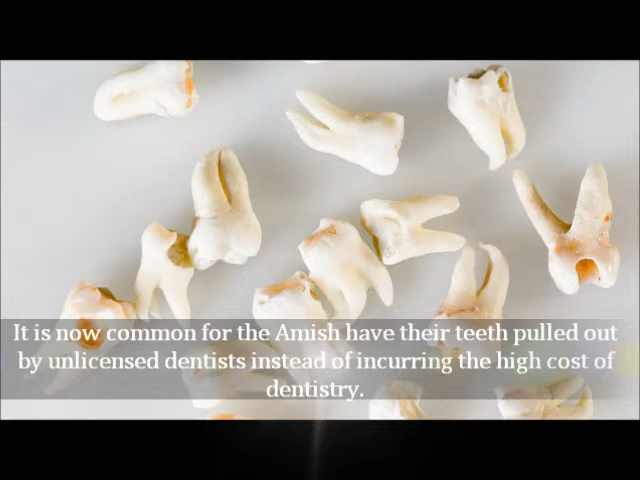 It is now common for the Amish have their teeth pulled out
by unlicensed dentists instead of incurring the high cost of
dentistry.